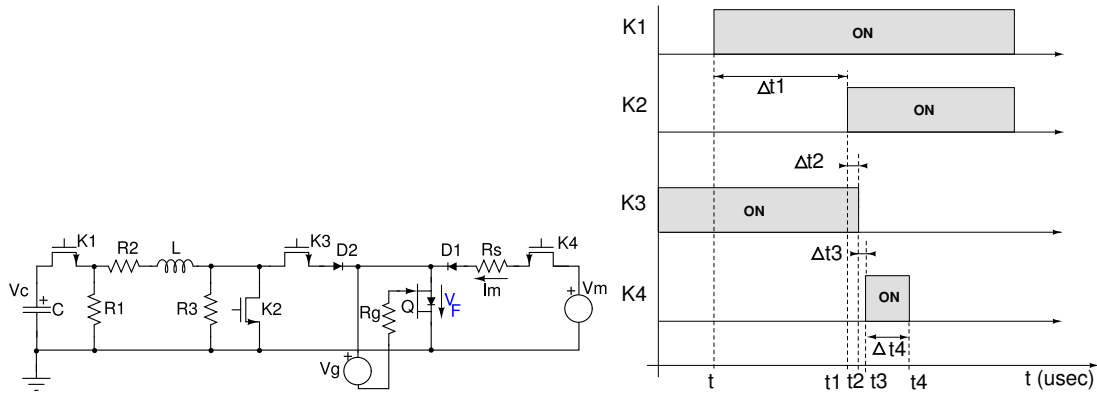 K1
R2
L
K3
D2
D1
Rs
K4
Vc
+
C
R1
R3
K2
Rg
Q
V
F
Im
+
Vm
Vg
+
K1
ON
Δt1
K2
ON
Δt2
K3
ON
Δt3
K4
ON
Δt4
t
t1
t2
t3
t4
t (usec)